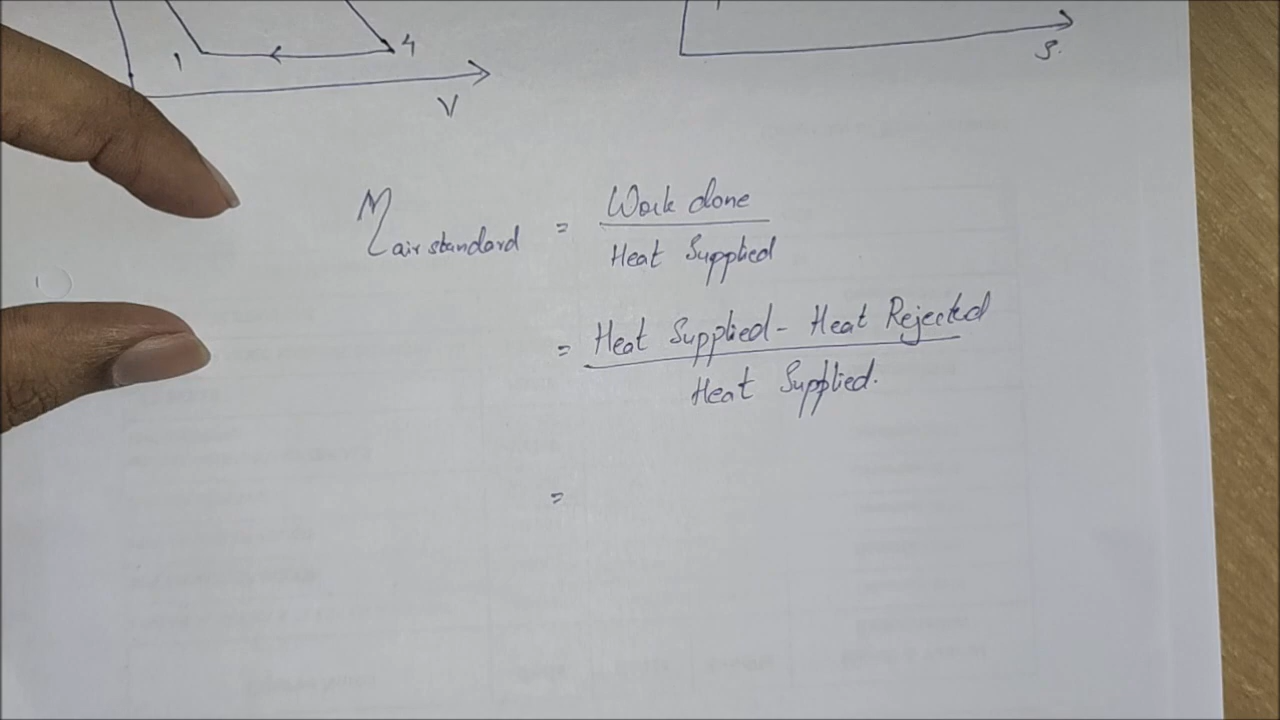 1
4
V
S.
η air standard = Work done
Heat Supplied
= Heat Supplied - Heat Rejected
Heat Supplied.
=